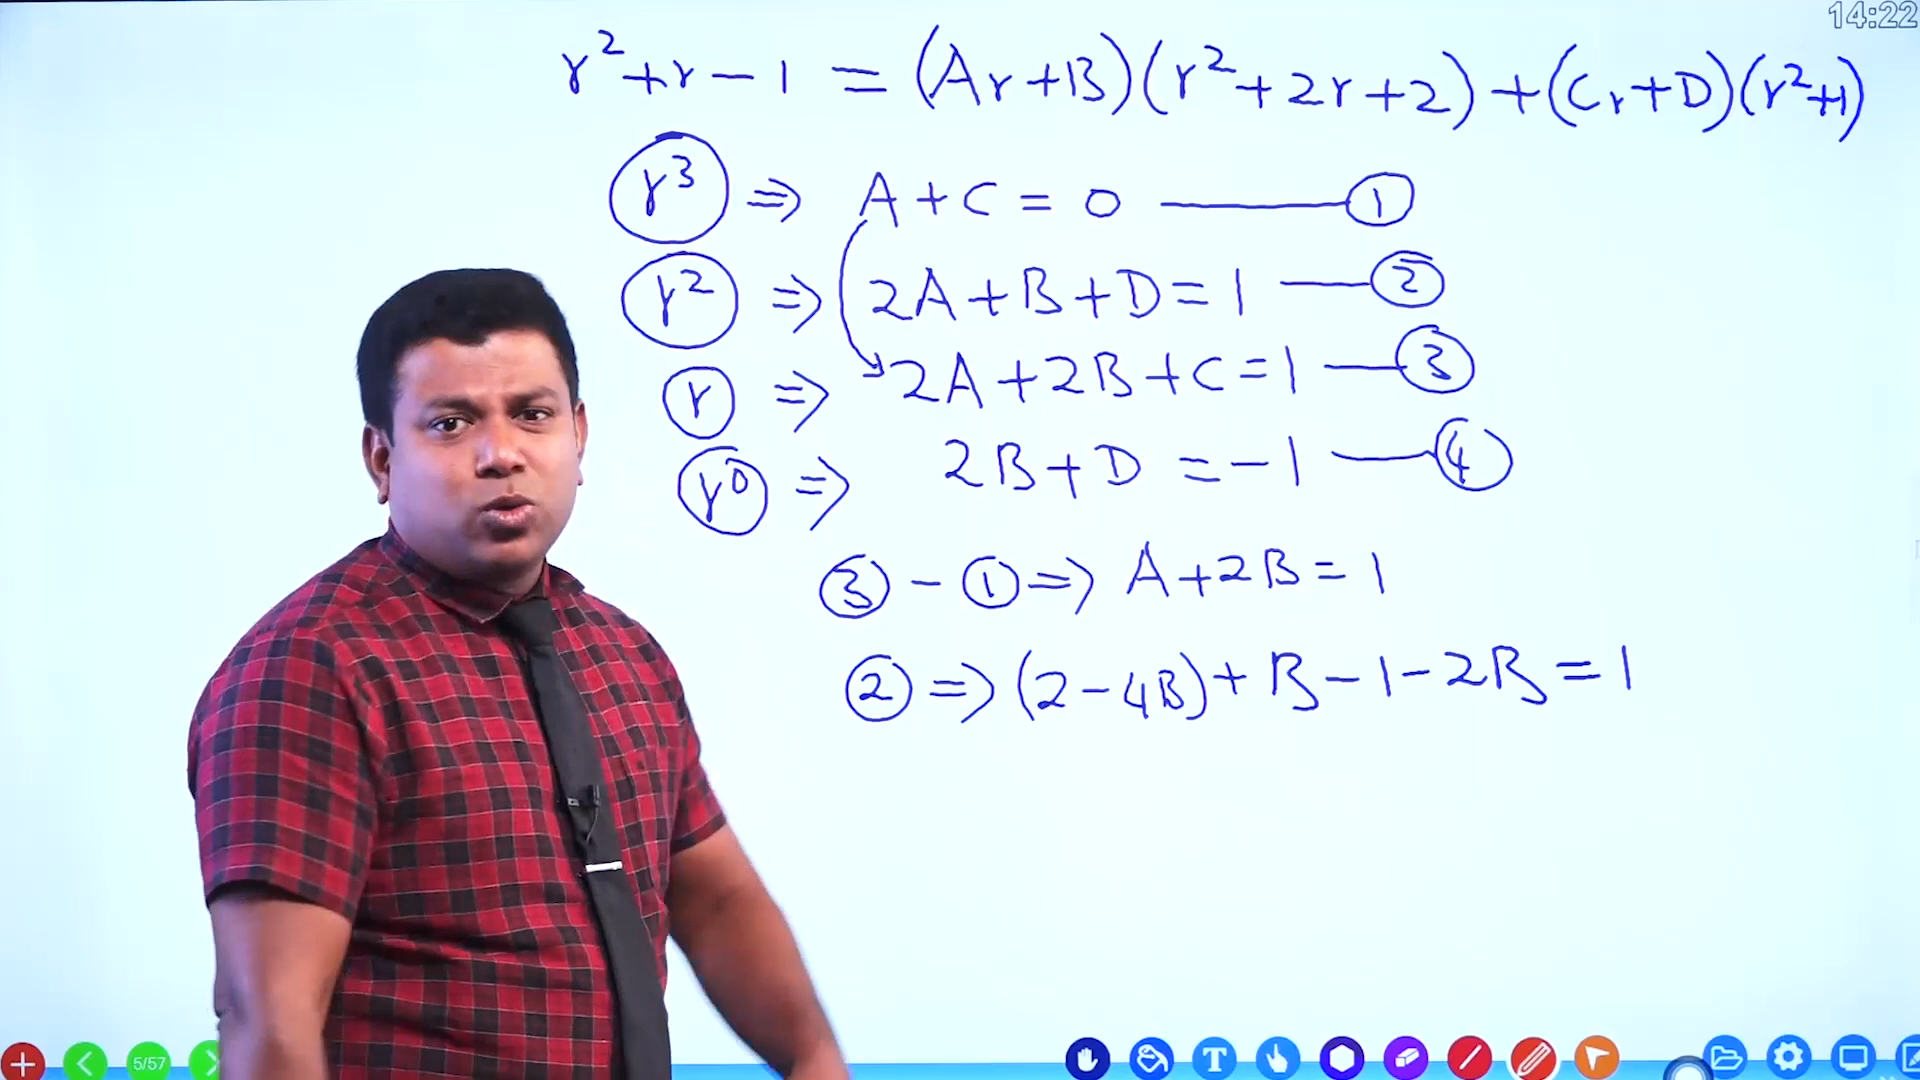 14:22
r² + r - 1 = (Ar + B)(r² + 2r + 2) + (Cr + D)(r² + 1)
r³ ⇒ A + C = 0 —— ①
r² ⇒ 2A + B + D = 1 —— ②
r ⇒ 2A + 2B + C = 1 —— ③
r⁰ ⇒ 2B + D = -1 —— ④
③ - ① ⇒ A + 2B = 1
② ⇒ (2 - 4B) + B - 1 - 2B = 1
5/57
T